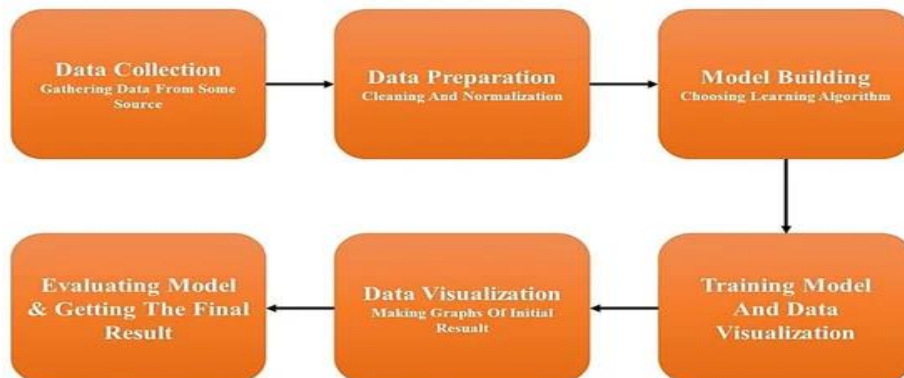 Data Collection
Gathering Data From Some
Source
Data Preparation
Cleaning And Normalization
Model Building
Choosing Learning Algorithm
Training Model
And Data
Visualization
Data Visualization
Making Graphs Of Initial
Resualt
Evaluating Model
& Getting The Final
Result